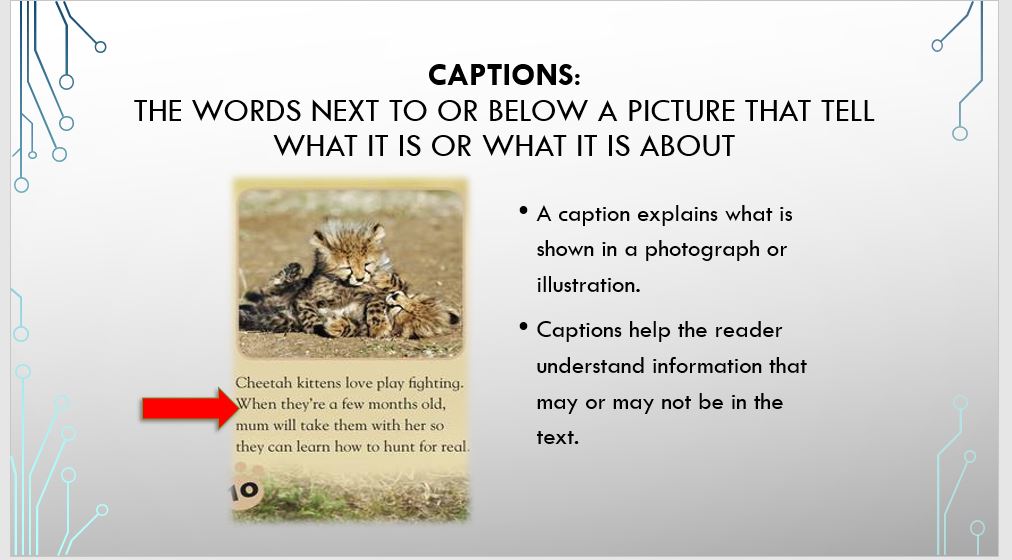 CAPTIONS:
THE WORDS NEXT TO OR BELOW A PICTURE THAT TELL
WHAT IT IS OR WHAT IT IS ABOUT
Cheetah kittens love play fighting.
When they're a few months old,
mum will take them with her so
they can learn how to hunt for real.
10
• A caption explains what is
shown in a photograph or
illustration.
• Captions help the reader
understand information that
may or may not be in the
text.